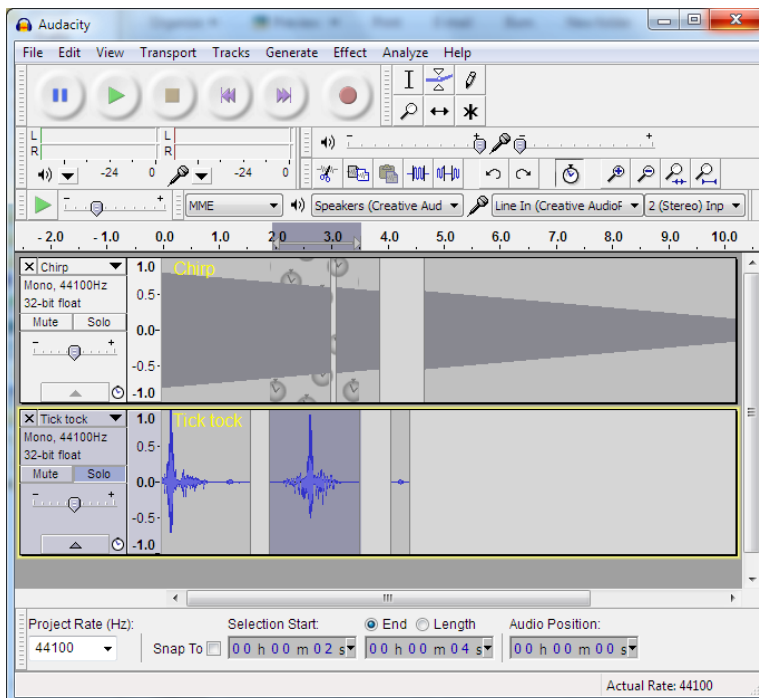 Audacity
File Edit View Transport Tracks Generate Effect Analyze Help
L
R
-24 0
L
R
-24 0
MME
Speakers (Creative Aud
Line In (Creative AudioF
2 (Stereo) Inp
- 2.0 - 1.0 0.0 1.0 2.0 3.0 4.0 5.0 6.0 7.0 8.0 9.0 10.0
Chirp
Mono, 44100Hz
32-bit float
Mute Solo
- +
1.0
0.5-
0.0-
-0.5-
-1.0
Chirp
Tick tock
Mono, 44100Hz
32-bit float
Mute Solo
- +
1.0
0.5-
0.0-
-0.5-
-1.0
Tick tock
Project Rate (Hz):
44100
Snap To
Selection Start:
00 h 00 m 02 s
End Length
00 h 00 m 04 s
Audio Position:
00 h 00 m 00 s
Actual Rate: 44100